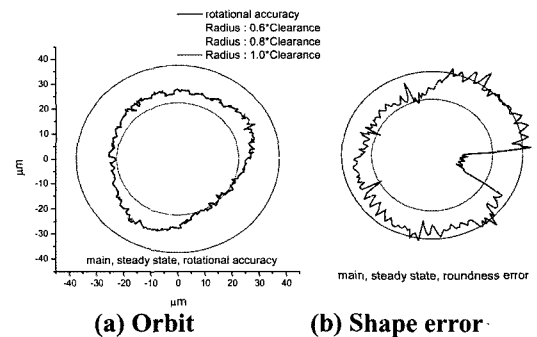 rotational accuracy
Radius : 0.6*Clearance
Radius : 0.8*Clearance
Radius : 1.0*Clearance
40
30
20
10
0
-10
-20
-30
-40
μm
main, steady state, rotational accuracy
-40 -30 -20 -10 0 10 20 30 40
μm
main, steady state, roundness error
(a) Orbit
(b) Shape error